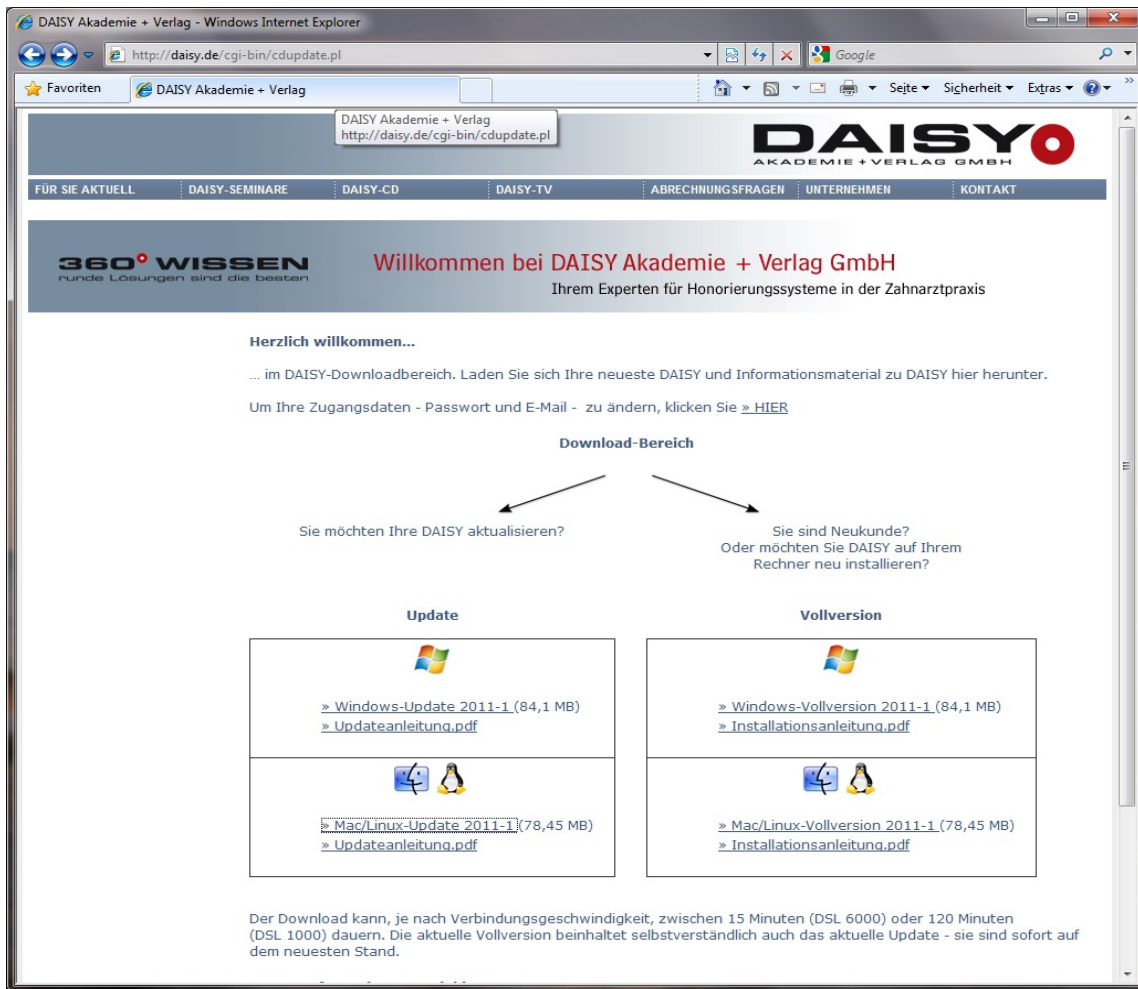 DAISY Akademie + Verlag - Windows Internet Explorer
http://daisy.de/cgi-bin/cdupdate.pl
Google
Favoriten
DAISY Akademie + Verlag
Seite
Sicherheit
Extras
DAISY Akademie + Verlag
http://daisy.de/cgi-bin/cdupdate.pl
DAISY
AKADEMIE + VERLAG GMBH
FÜR SIE AKTUELL
DAISY-SEMINARE
DAISY-CD
DAISY-TV
ABRECHNUNGSFRAGEN
UNTERNEHMEN
KONTAKT
360° WISSEN
runde Lösungen sind die besten
Willkommen bei DAISY Akademie + Verlag GmbH
Ihrem Experten für Honorierungssysteme in der Zahnarztpraxis
Herzlich willkommen...
... im DAISY-Downloadbereich. Laden Sie sich Ihre neueste DAISY und Informationsmaterial zu DAISY hier herunter.
Um Ihre Zugangsdaten - Passwort und E-Mail - zu ändern, klicken Sie » HIER
Download-Bereich
Sie möchten Ihre DAISY aktualisieren?
Sie sind Neukunde?
Oder möchten Sie DAISY auf Ihrem
Rechner neu installieren?
Update
» Windows-Update 2011-1 (84,1 MB)
» Updateanleitung.pdf
» Mac/Linux-Update 2011-1 (78,45 MB)
» Updateanleitung.pdf
Vollversion
» Windows-Vollversion 2011-1 (84,1 MB)
» Installationsanleitung.pdf
» Mac/Linux-Vollversion 2011-1 (78,45 MB)
» Installationsanleitung.pdf
Der Download kann, je nach Verbindungsgeschwindigkeit, zwischen 15 Minuten (DSL 6000) oder 120 Minuten
(DSL 1000) dauern. Die aktuelle Vollversion beinhaltet selbstverständlich auch das aktuelle Update - sie sind sofort auf
dem neuesten Stand.